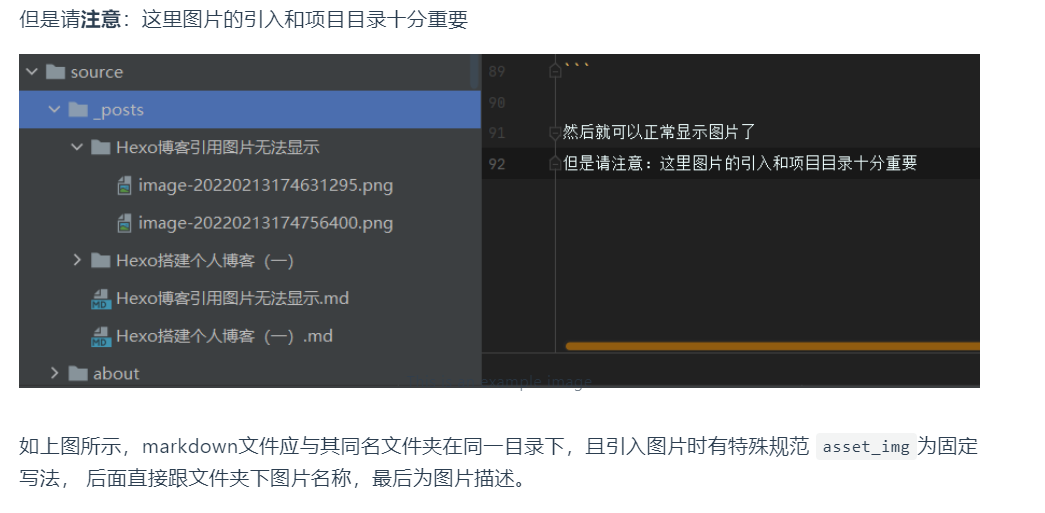 但是请注意：这里图片的引入和项目目录十分重要
source
_posts
Hexo博客引用图片无法显示
image-20220213174631295.png
image-20220213174756400.png
Hexo搭建个人博客（一）
Hexo博客引用图片无法显示.md
Hexo搭建个人博客（一）.md
about
89 ```
90
91 然后就可以正常显示图片了
92 但是请注意：这里图片的引入和项目目录十分重要
example image
如上图所示，markdown文件应与其同名文件夹在同一目录下，且引入图片时有特殊规范 asset_img为固定
写法， 后面直接跟文件夹下图片名称，最后为图片描述。